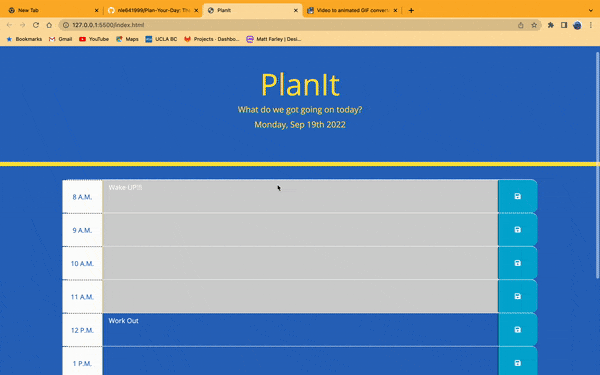 New Tab
nle641999/Plan-Your-Day: The
PlanIt
Video to animated GIF convert
127.0.0.1:5500/index.html
Bookmarks
Gmail
YouTube
Maps
UCLA BC
Projects · Dashbo...
Matt Farley | Desi...
PlanIt
What do we got going on today?
Monday, Sep 19th 2022
8 A.M.
Wake UP!!!
9 A.M.
10 A.M.
11 A.M.
12 P.M.
Work Out
1 P.M.